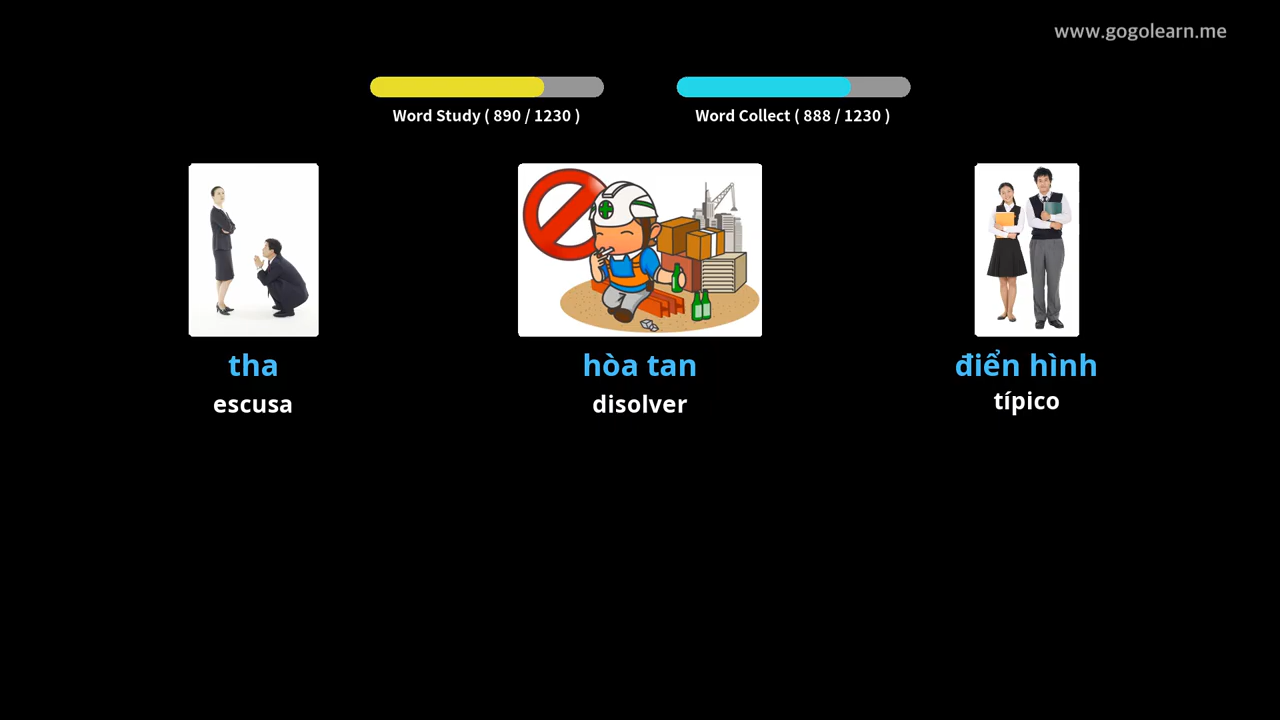 www.gogolearn.me
Word Study ( 890 / 1230 )
Word Collect ( 888 / 1230 )
tha
escusa
hòa tan
disolver
điển hình
típico